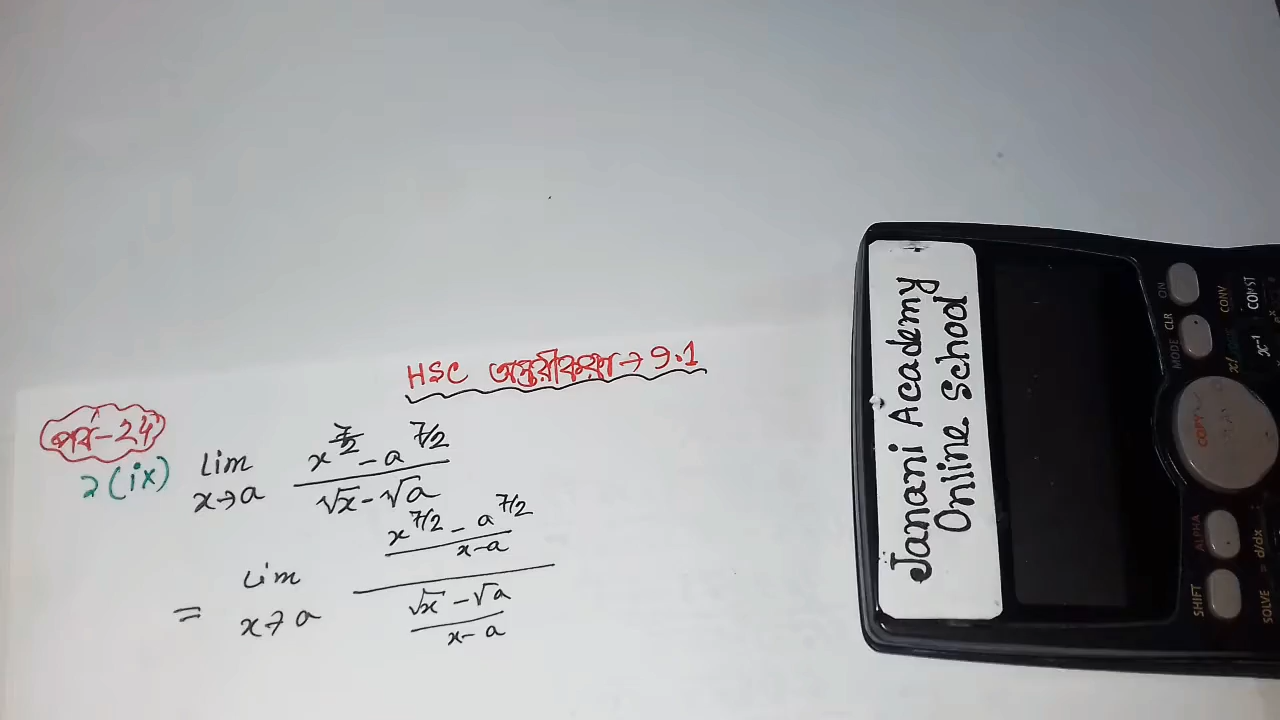 HSC অন্তরীকরণ → 9.1
পর্ব-24
2(ix) Lim x→a (x^7/2 - a^7/2) / (√x - √a)
= Lim x→a ((x^7/2 - a^7/2) / (x-a)) / ((√x - √a) / (x-a))
Janani Academy
Online School
ON
CONV
CONST
MODE CLR
x!
x⁻¹
COPY
ALPHA
SHIFT
= d/dx
SOLVE